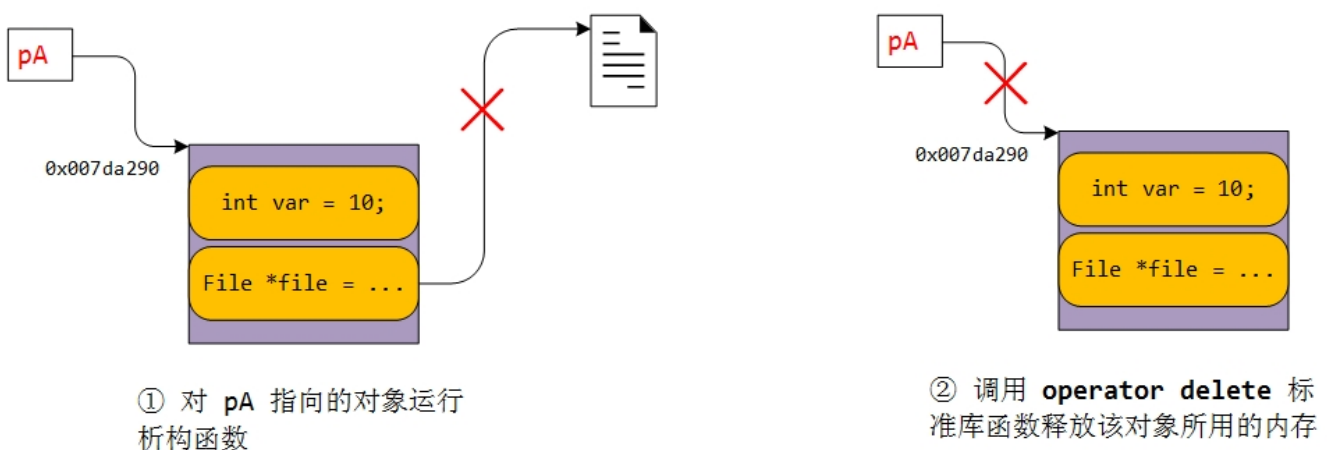 pA
0x007da290
int var = 10;
File *file = ...
① 对 pA 指向的对象运行
析构函数
pA
0x007da290
int var = 10;
File *file = ...
② 调用 operator delete 标
准库函数释放该对象所用的内存